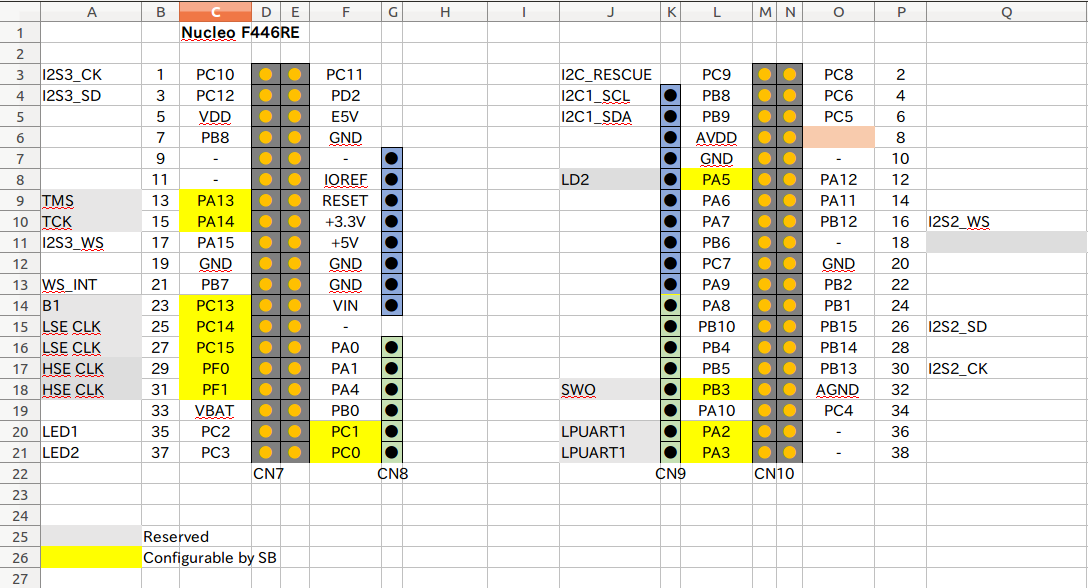 A B C D E F G H I J K L M N O P Q
1 Nucleo F446RE
2
3 I2S3_CK 1 PC10 PC11 I2C_RESCUE PC9 PC8 2
4 I2S3_SD 3 PC12 PD2 I2C1_SCL PB8 PC6 4
5 5 VDD E5V I2C1_SDA PB9 PC5 6
6 7 PB8 GND AVDD 8
7 9 - - GND - 10
8 11 - IOREF LD2 PA5 PA12 12
9 TMS 13 PA13 RESET PA6 PA11 14
10 TCK 15 PA14 +3.3V PA7 PB12 16 I2S2_WS
11 I2S3_WS 17 PA15 +5V PB6 - 18
12 19 GND GND PC7 GND 20
13 WS_INT 21 PB7 GND PA9 PB2 22
14 B1 23 PC13 VIN PA8 PB1 24
15 LSE CLK 25 PC14 - PB10 PB15 26 I2S2_SD
16 LSE CLK 27 PC15 PA0 PB4 PB14 28
17 HSE CLK 29 PF0 PA1 PB5 PB13 30 I2S2_CK
18 HSE CLK 31 PF1 PA4 SWO PB3 AGND 32
19 33 VBAT PB0 PA10 PC4 34
20 LED1 35 PC2 PC1 LPUART1 PA2 - 36
21 LED2 37 PC3 PC0 LPUART1 PA3 - 38
22 CN7 CN8 CN9 CN10
23
24
25 Reserved
26 Configurable by SB
27